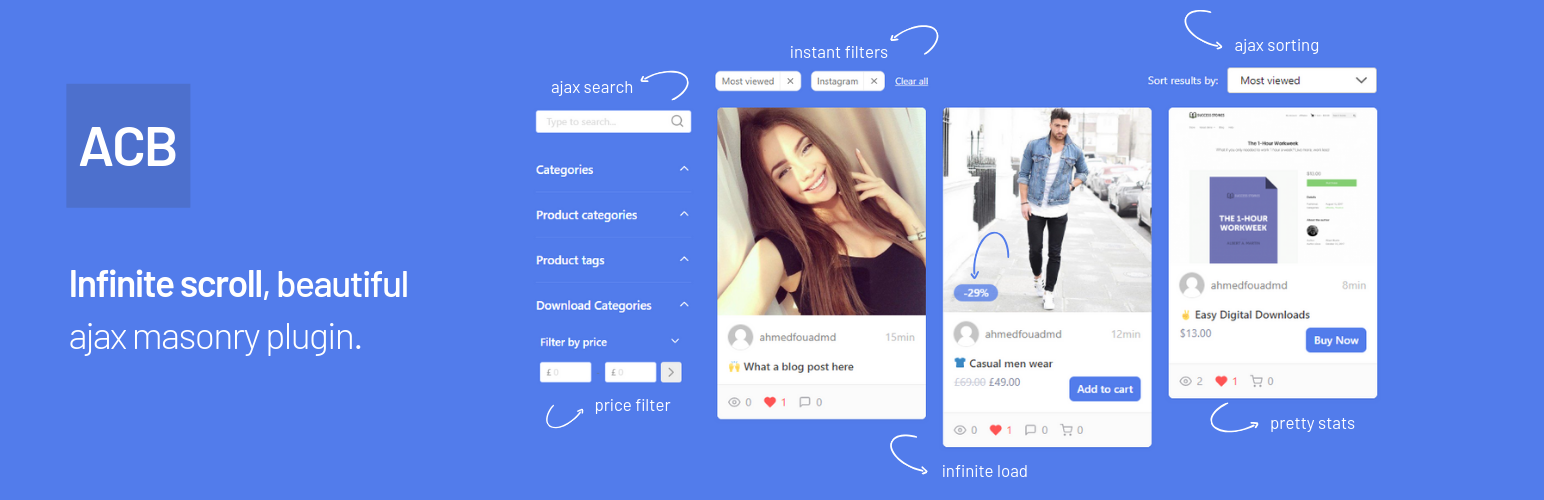 ACB
Infinite scroll, beautiful
ajax masonry plugin.
ajax search
Type to search...
Categories
Product categories
Product tags
Download Categories
Filter by price
£ 0
£ 0
price filter
instant filters
Most viewed ×
Instagram ×
Clear all
ajax sorting
Sort results by:
Most viewed
ahmedfouadmd
15min
🙌 What a blog post here
0
1
0
-29%
ahmedfouadmd
12min
👕 Casual men wear
£69.00 £49.00
Add to cart
0
1
0
0
infinite load
The 1-Hour Workweek
$10.00
THE 1-HOUR
WORKWEEK
ahmedfouadmd
8min
✌ Easy Digital Downloads
$13.00
Buy Now
2
1
0
pretty stats